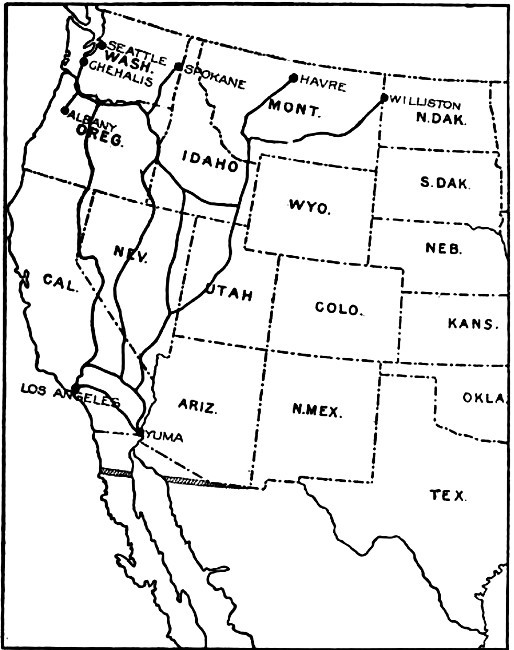 SEATTLE
WASH.
CHEHALIS
SPOKANE
HAVRE
MONT.
WILLISTON
N.DAK.
ALBANY
OREG.
IDAHO
S.DAK.
WYO.
NEB.
NEV.
CAL.
UTAH
COLO.
KANS.
LOS ANGELES
ARIZ.
N.MEX.
OKLA.
YUMA
TEX.